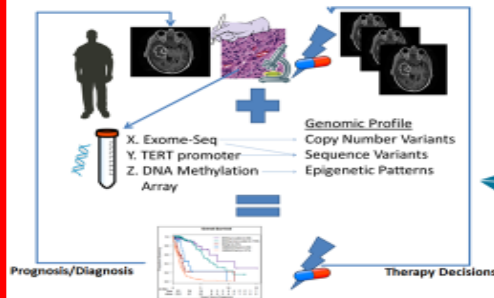 Genomic Profile
X. Exome-Seq
Copy Number Variants
Y. TERT promoter
Sequence Variants
Z. DNA Methylation
Epigenetic Patterns
Array
Prognosis/Diagnosis
Therapy Decisions